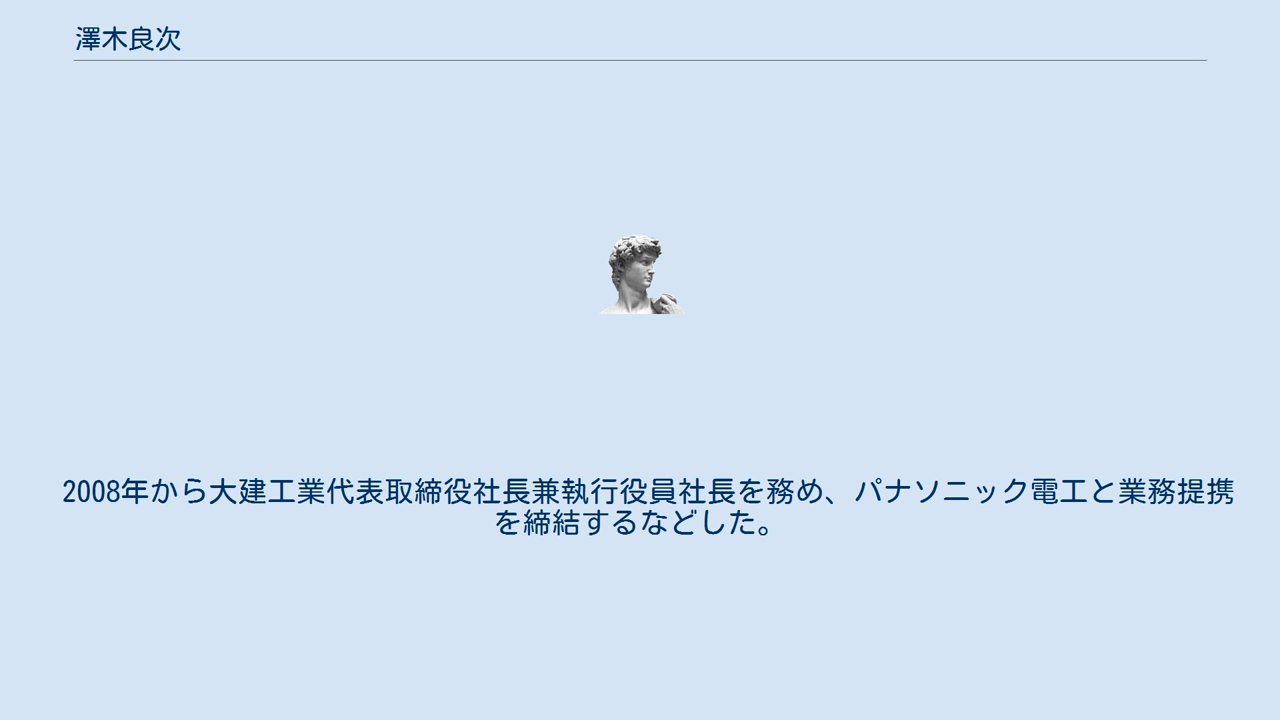 澤木良次
2008年から大建工業代表取締役社長兼執行役員社長を務め、パナソニック電工と業務提携
を締結するなどした。